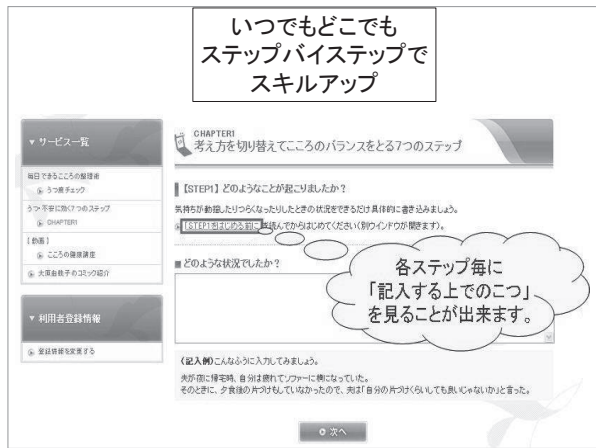 いつでもどこでも
ステップバイステップで
スキルアップ
▼ サービス一覧
毎日できるこころの整理術
うつ度チェック
うつ・不安に効く7つのステップ
CHAPTER1
【動画】
こころの健康講座
大原由軌子のコミック紹介
▼ 利用者登録情報
登録情報を変更する
CHAPTER1
考え方を切り替えてこころのバランスをとる7つのステップ
【STEP1】どのようなことが起こりましたか?
気持ちが動揺したりつらくなったりしたときの状況をできるだけ具体的に書き込みましょう。
[STEP1をはじめる前に]を読んでからはじめてください(別ウインドウが開きます)。
■どのような状況でしたか?
各ステップ毎に
「記入する上でのこつ」
を見ることが出来ます。
(記入例)こんなふうに入力してみましょう。
夫が夜に帰宅時、自分は疲れてソファーに横になっていた。
そのときに、夕食後の片づけもしていなかったので、夫は「自分の片づけくらいしても良いじゃないか」と言った。
次へ